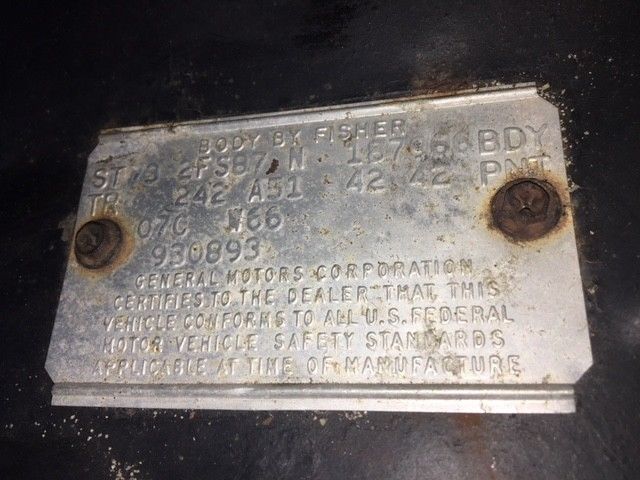 BODY BY FISHER
ST 73 2FS87 N 167968 BDY
TR 242 A51 42 42 PNT
07C W66
930893
GENERAL MOTORS CORPORATION
CERTIFIES TO THE DEALER THAT THIS
VEHICLE CONFORMS TO ALL U.S. FEDERAL
MOTOR VEHICLE SAFETY STANDARDS
APPLICABLE AT TIME OF MANUFACTURE